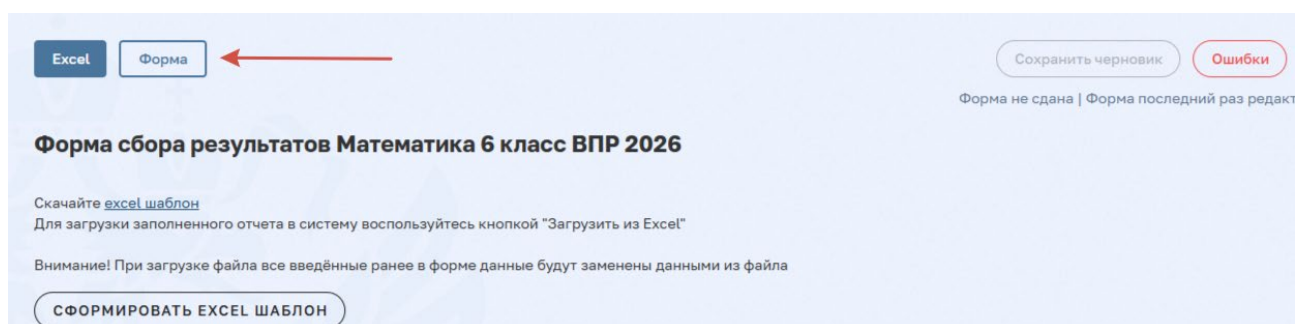 Excel Форма Сохранить черновик Ошибки
Форма не сдана | Форма последний раз редакт
Форма сбора результатов Математика 6 класс ВПР 2026
Скачайте excel шаблон
Для загрузки заполненного отчета в систему воспользуйтесь кнопкой "Загрузить из Excel"
Внимание! При загрузке файла все введённые ранее в форме данные будут заменены данными из файла
СФОРМИРОВАТЬ EXCEL ШАБЛОН